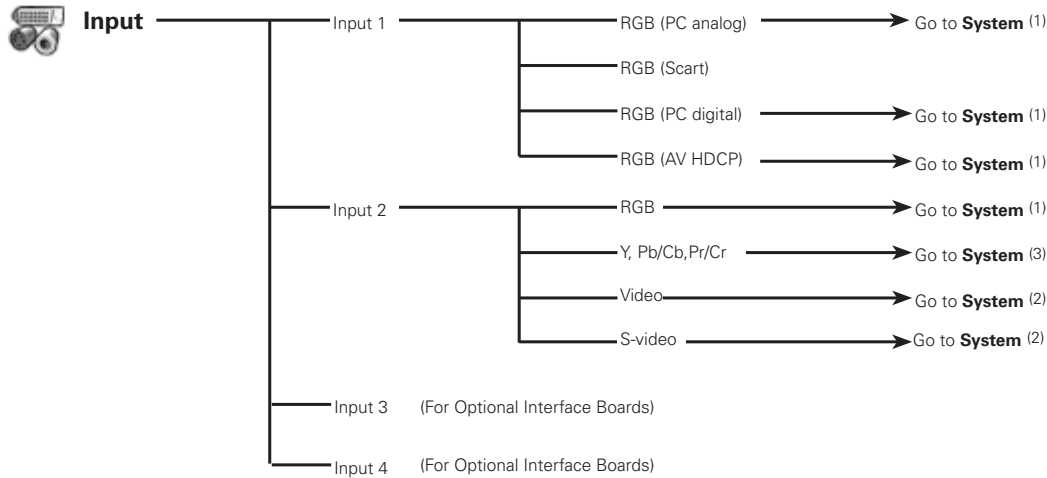 Input
Input 1
RGB (PC analog)
Go to System (1)
RGB (Scart)
RGB (PC digital)
Go to System (1)
RGB (AV HDCP)
Go to System (1)
Input 2
RGB
Go to System (1)
Y, Pb/Cb,Pr/Cr
Go to System (3)
Video
Go to System (2)
S-video
Go to System (2)
Input 3 (For Optional Interface Boards)
Input 4 (For Optional Interface Boards)